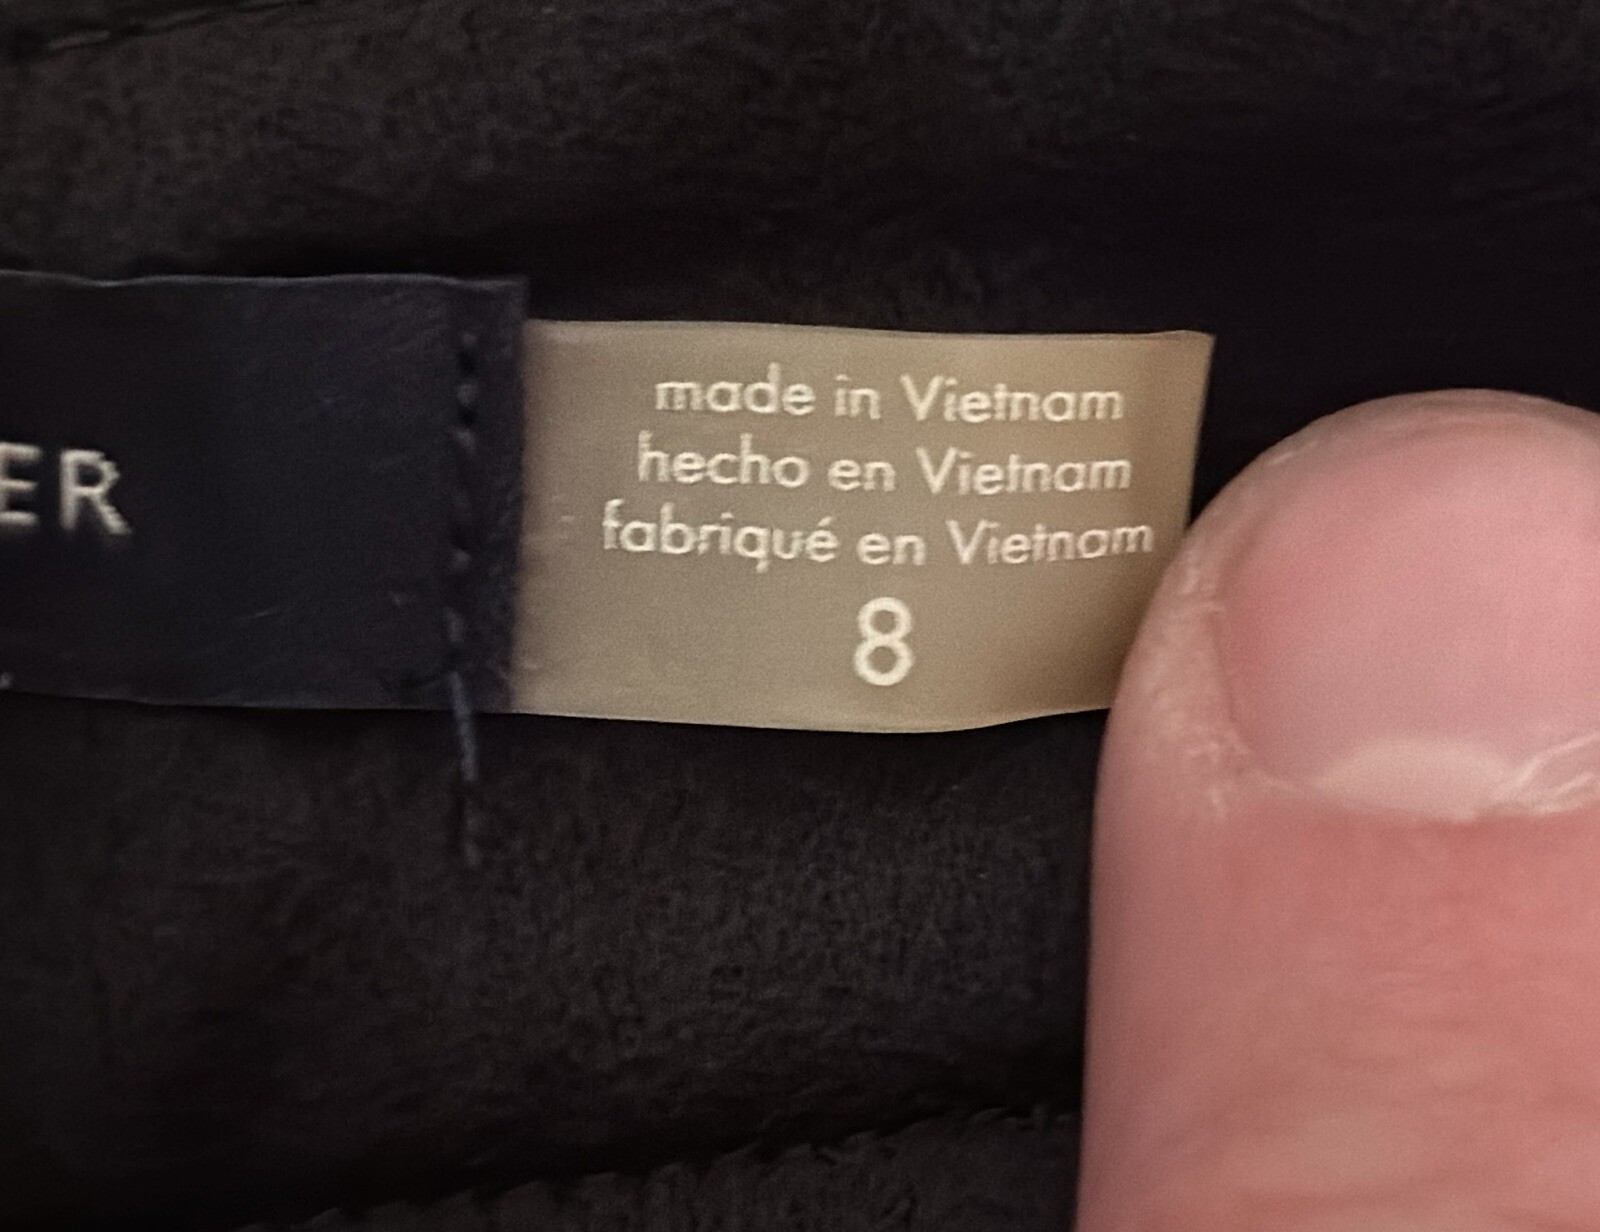 ER
made in Vietnam
hecho en Vietnam
fabriqué en Vietnam
8